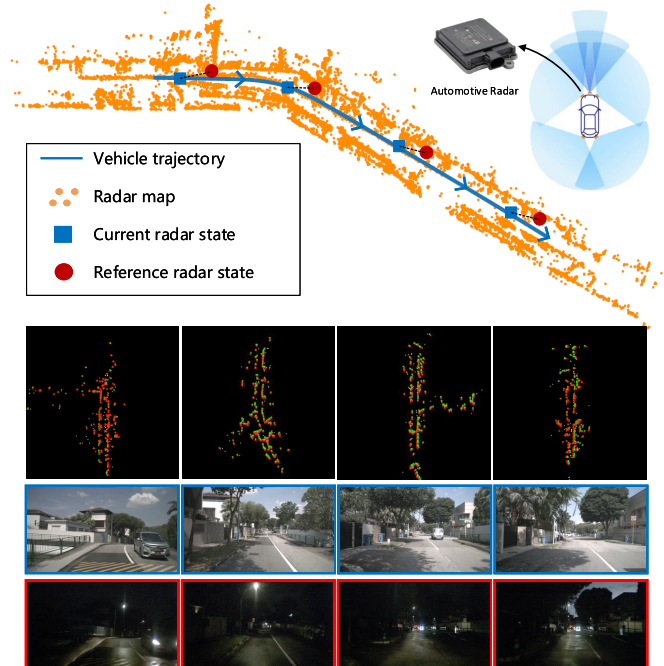 Automotive Radar
Vehicle trajectory
Radar map
Current radar state
Reference radar state